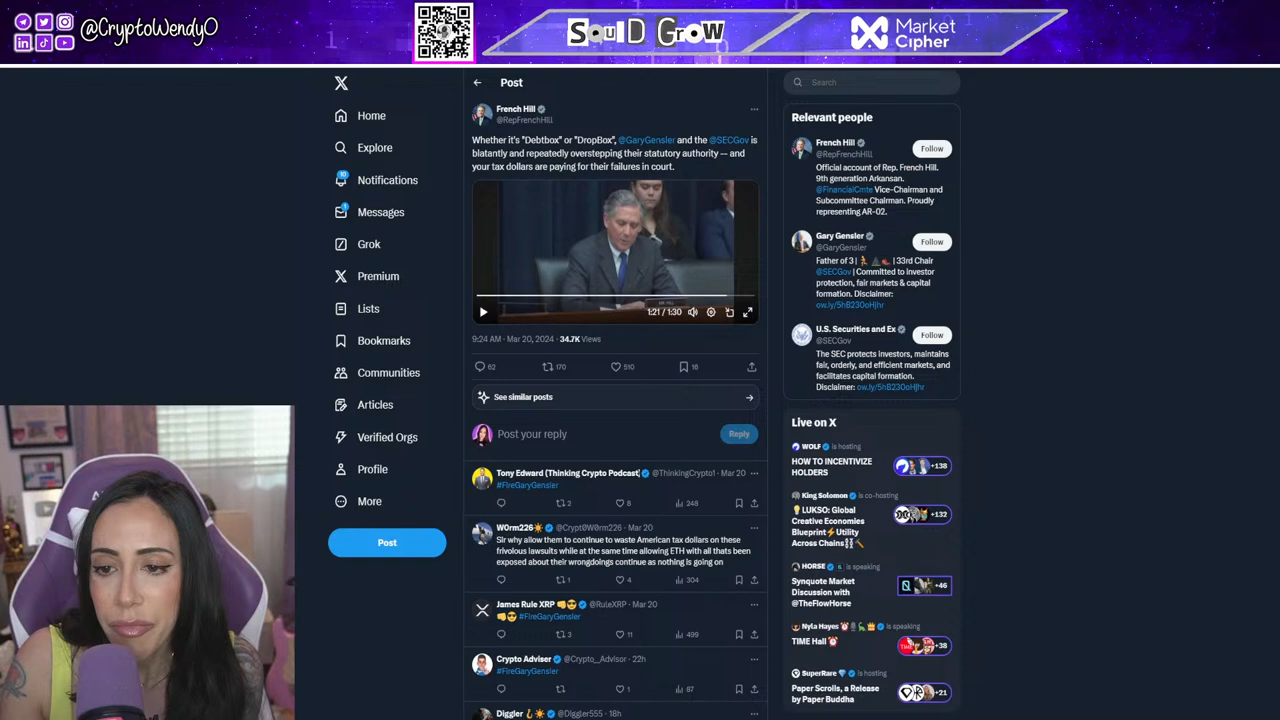 @CryptoWendyO
SquiD GroW
Market
Cipher
Home
Explore
10
Notifications
1
Messages
Grok
Premium
Lists
Bookmarks
Communities
Articles
Verified Orgs
Profile
More
Post
Post
French Hill
@RepFrenchHill
Whether it's "Debtbox" or "DropBox", @GaryGensler and the @SECGov is
blatantly and repeatedly overstepping their statutory authority — and
your tax dollars are paying for their failures in court.
MR HILL
1:21 / 1:30
9:24 AM · Mar 20, 2024 · 34.7K Views
62 170 510 16
See similar posts
Post your reply
Reply
Tony Edward (Thinking Crypto Podcast) @ThinkingCrypto1 · Mar 20
#FireGaryGensler
2 8 248
W0rm226 @Crypt0W0rm226 · Mar 20
Sir why allow them to cont0ue to waste American tax dollars on these
frivolous lawsuits while at the same time allowing ETH with all thats been
exposed about their wrongdoings continue as nothing is going on
1 4 304
James Rule XRP @RuleXRP · Mar 20
#FireGaryGensler
3 11 499
Crypto Adviser @Crypto__Advisor · 22h
#FireGaryGensler
1 87
Diggler @Diggler555 · 18h
Search
Relevant people
French Hill
@RepFrenchHill
Follow
Official account of Rep. French Hill.
9th generation Arkansan.
@FinancialCmte Vice-Chairman and
Subcommittee Chairman. Proudly
representing AR-02.
Gary Gensler
@GaryGensler
Follow
Father of 3 | | 33rd Chair
@SECGov | Committed to investor
protection, fair markets & capital
formation. Disclaimer:
ow.ly/5hB230oHjhr
U.S. Securities and Ex
@SECGov
Follow
The SEC protects investors, maintains
fair, orderly, and efficient markets, and
facilitates capital formation.
Disclaimer: ow.ly/5hB230oHjhr
Live on X
WOLF is hosting
HOW TO INCENTIVIZE
HOLDERS
+138
King Solomon is co-hosting
LUKSO: Global
Creative Economies
Blueprint Utility
Across Chains
+132
HORSE is speaking
Synquote Market
Discussion with
@TheFlowHorse
+46
Nyla Hayes is speaking
TIME Hall
TIME
+38
SuperRare is hosting
Paper Scrolls, a Release
by Paper Buddha
+21